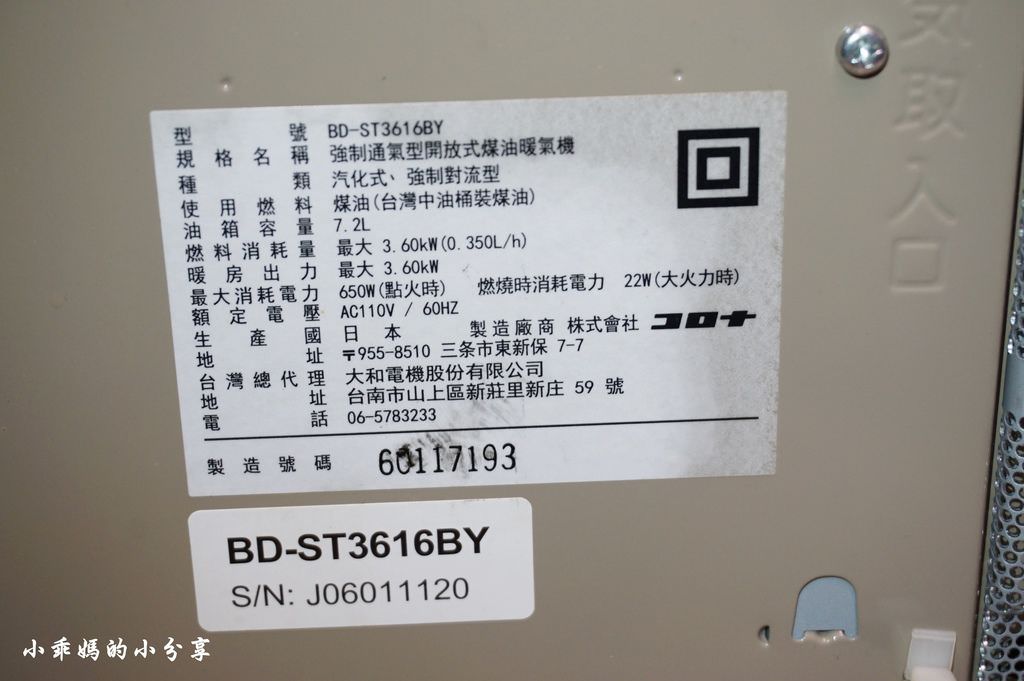 気取入口
型號 BD-ST3616BY
規格名稱 強制通氣型開放式煤油暖氣機
種類 汽化式、強制對流型
使用燃料 煤油(台灣中油桶裝煤油)
油箱容量 7.2L
燃料消耗量 最大 3.60kW(0.350L/h)
暖房出力 最大 3.60kW
最大消耗電力 650W(點火時) 燃燒時消耗電力 22W(大火力時)
額定電壓 AC110V / 60HZ
生產國 日本 製造廠商 株式會社 コロナ
地址 〒955-8510 三条市東新保 7-7
台灣總代理 大和電機股份有限公司
地址 台南市山上區新莊里新庄 59 號
電話 06-5783233
製造號碼 60117193
BD-ST3616BY
S/N: J06011120
小乖媽的小分享